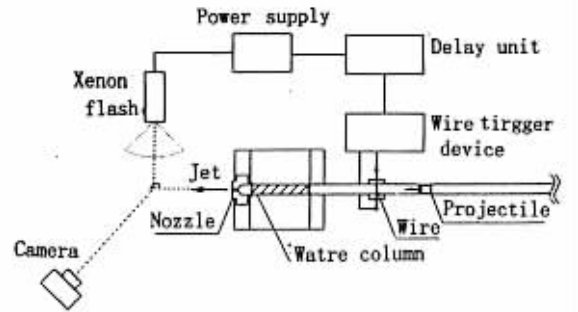 Power supply
Delay unit
Xenon
flash
Wire tirgger
device
Jet
Nozzle
Projectile
Wire
Watre column
Camera